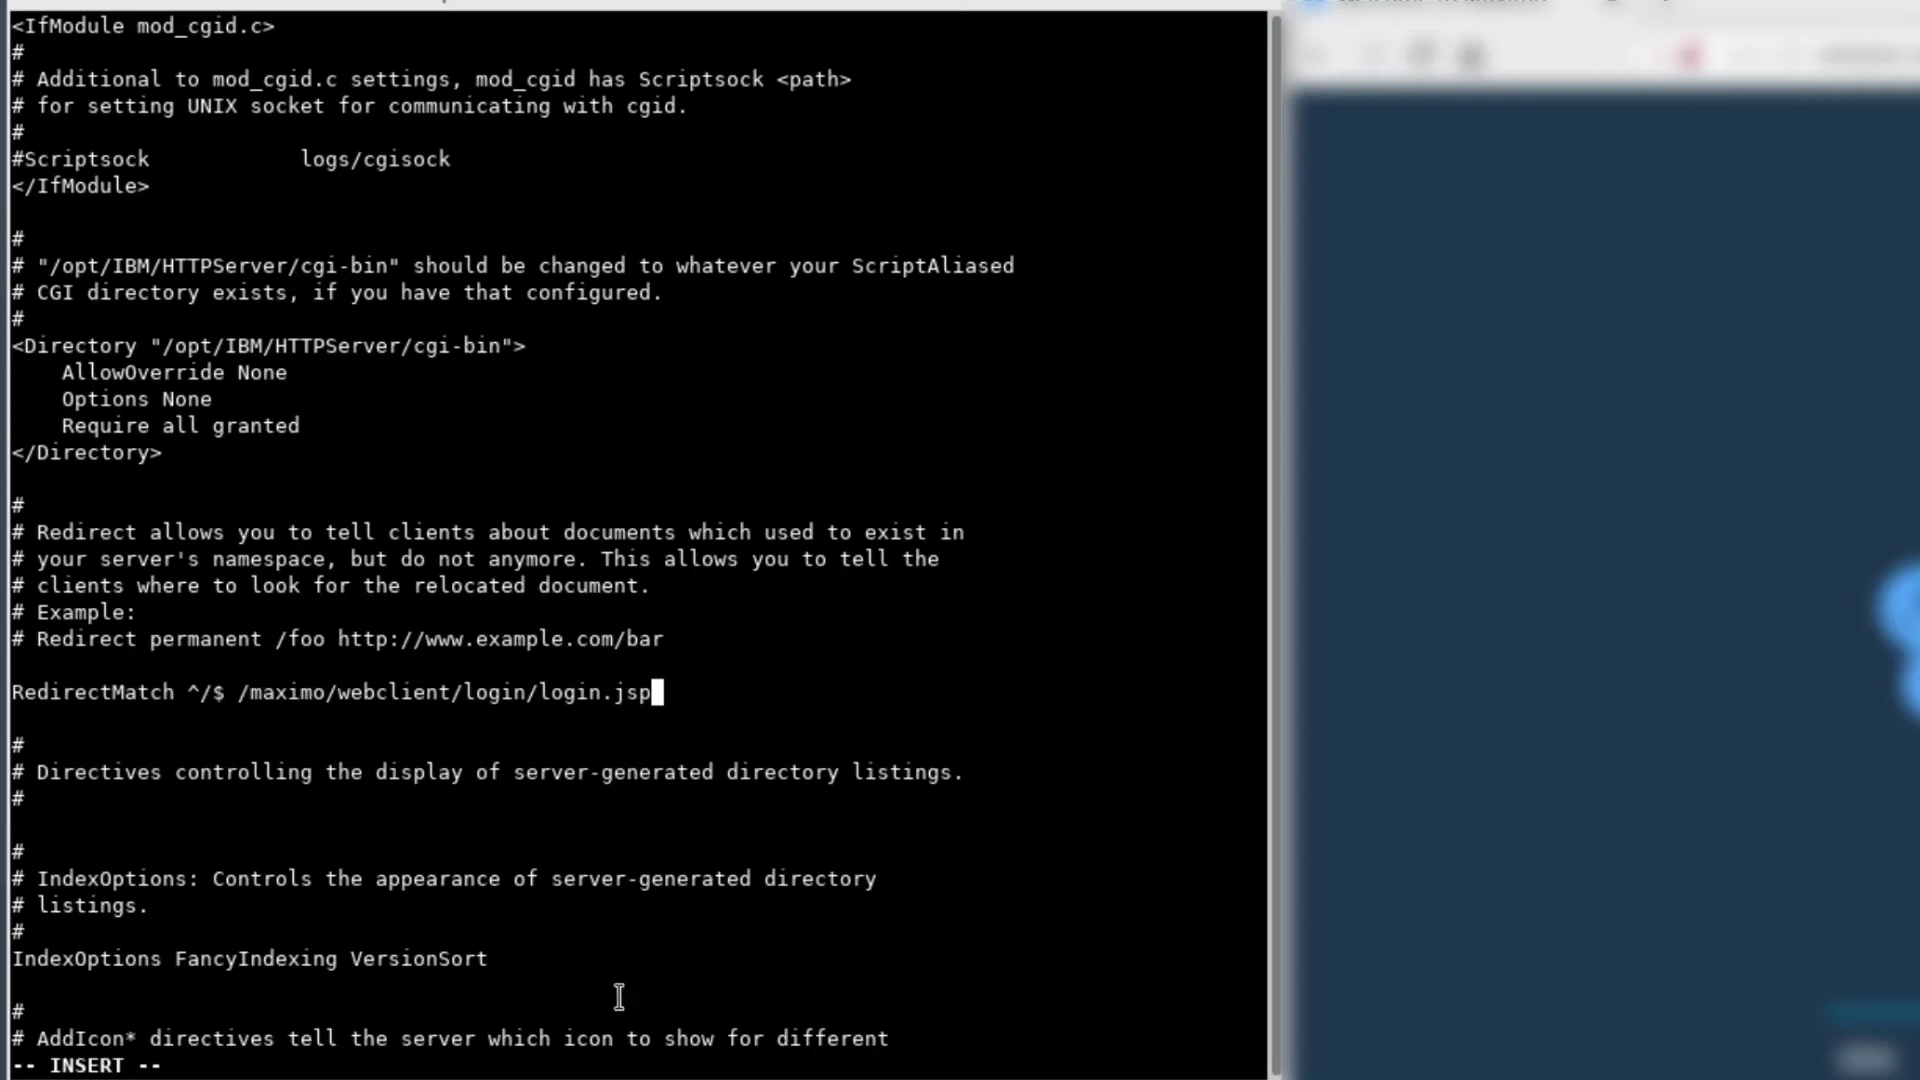 <IfModule mod_cgid.c>
#
# Additional to mod_cgid.c settings, mod_cgid has Scriptsock <path>
# for setting UNIX socket for communicating with cgid.
#
#Scriptsock            logs/cgisock
</IfModule>
#
# "/opt/IBM/HTTPServer/cgi-bin" should be changed to whatever your ScriptAliased
# CGI directory exists, if you have that configured.
#
<Directory "/opt/IBM/HTTPServer/cgi-bin">
    AllowOverride None
    Options None
    Require all granted
</Directory>
#
# Redirect allows you to tell clients about documents which used to exist in
# your server's namespace, but do not anymore. This allows you to tell the
# clients where to look for the relocated document.
# Example:
# Redirect permanent /foo http://www.example.com/bar
RedirectMatch ^/$ /maximo/webclient/login/login.jsp
#
# Directives controlling the display of server-generated directory listings.
#
#
# IndexOptions: Controls the appearance of server-generated directory
# listings.
#
IndexOptions FancyIndexing VersionSort
#
# AddIcon* directives tell the server which icon to show for different
-- INSERT --